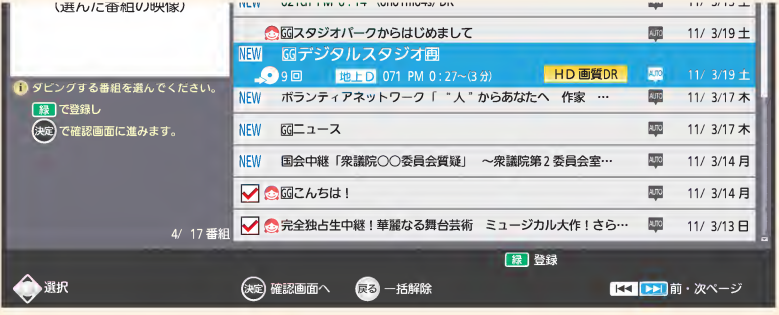 (選んだ番組の映像)
スタジオパークからはじめまして AUTO 11/ 3/19 土
NEW デジタルスタジオ
9回 地上D 071 PM 0:27~(3分) HD画質DR AUTO 11/ 3/19 土
ダビングする番組を選んでください。
緑 で登録し
決定 で確認画面に進みます。
NEW ボランティアネットワーク「“人”からあなたへ 作家 … AUTO 11/ 3/17 木
NEW ニュース AUTO 11/ 3/17 木
NEW 国会中継「衆議院○○委員会質疑」 ~衆議院第2委員会室… AUTO 11/ 3/14 月
こんちは! AUTO 11/ 3/14 月
完全独占生中継!華麗なる舞台芸術 ミュージカル大作!さら… AUTO 11/ 3/13 日
4/ 17番組
緑 登録
選択 決定 確認画面へ 戻る 一括解除 前・次ページ